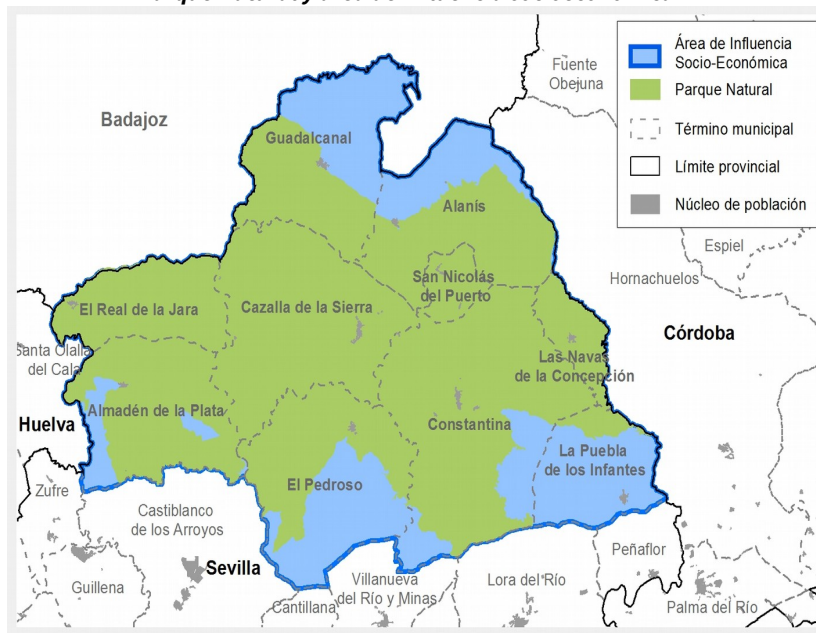 Área de Influencia
Socio-Económica
Parque Natural
Término municipal
Límite provincial
Núcleo de población
Fuente
Obejuna
Badajoz
Guadalcanal
Alanís
Espiel
San Nicolás
del Puerto
Hornachuelos
El Real de la Jara
Cazalla de la Sierra
Córdoba
Santa Olalla
del Cala
Las Navas
de la Concepción
Almadén de la Plata
Huelva
Constantina
La Puebla
de los Infantes
Zufre
El Pedroso
Castiblanco
de los Arroyos
Peñaflor
Sevilla
Guillena
Villanueva
del Río y Minas
Lora del Río
Cantillana
Palma del Río